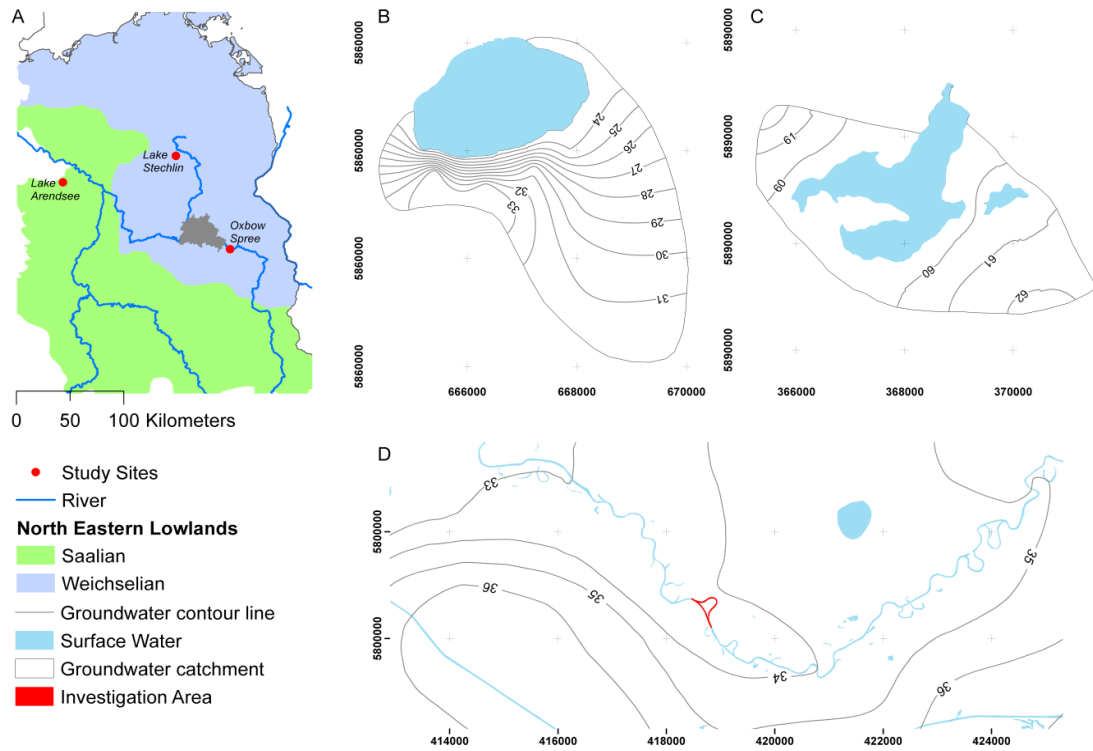 A
Lake
Stechlin
Lake
Arendsee
Oxbow
Spree
0 50 100 Kilometers
Study Sites
River
North Eastern Lowlands
Saalian
Weichselian
Groundwater contour line
Surface Water
Groundwater catchment
Investigation Area
B
5860000
5860000
5860000
5860000
24
25
26
27
28
29
30
31
32
33
666000 668000 670000
C
5890000
5890000
5890000
5890000
61
60
60
61
62
366000 368000 370000
D
5800000
5800000
33
36
35
34
35
36
414000 416000 418000 420000 422000 424000